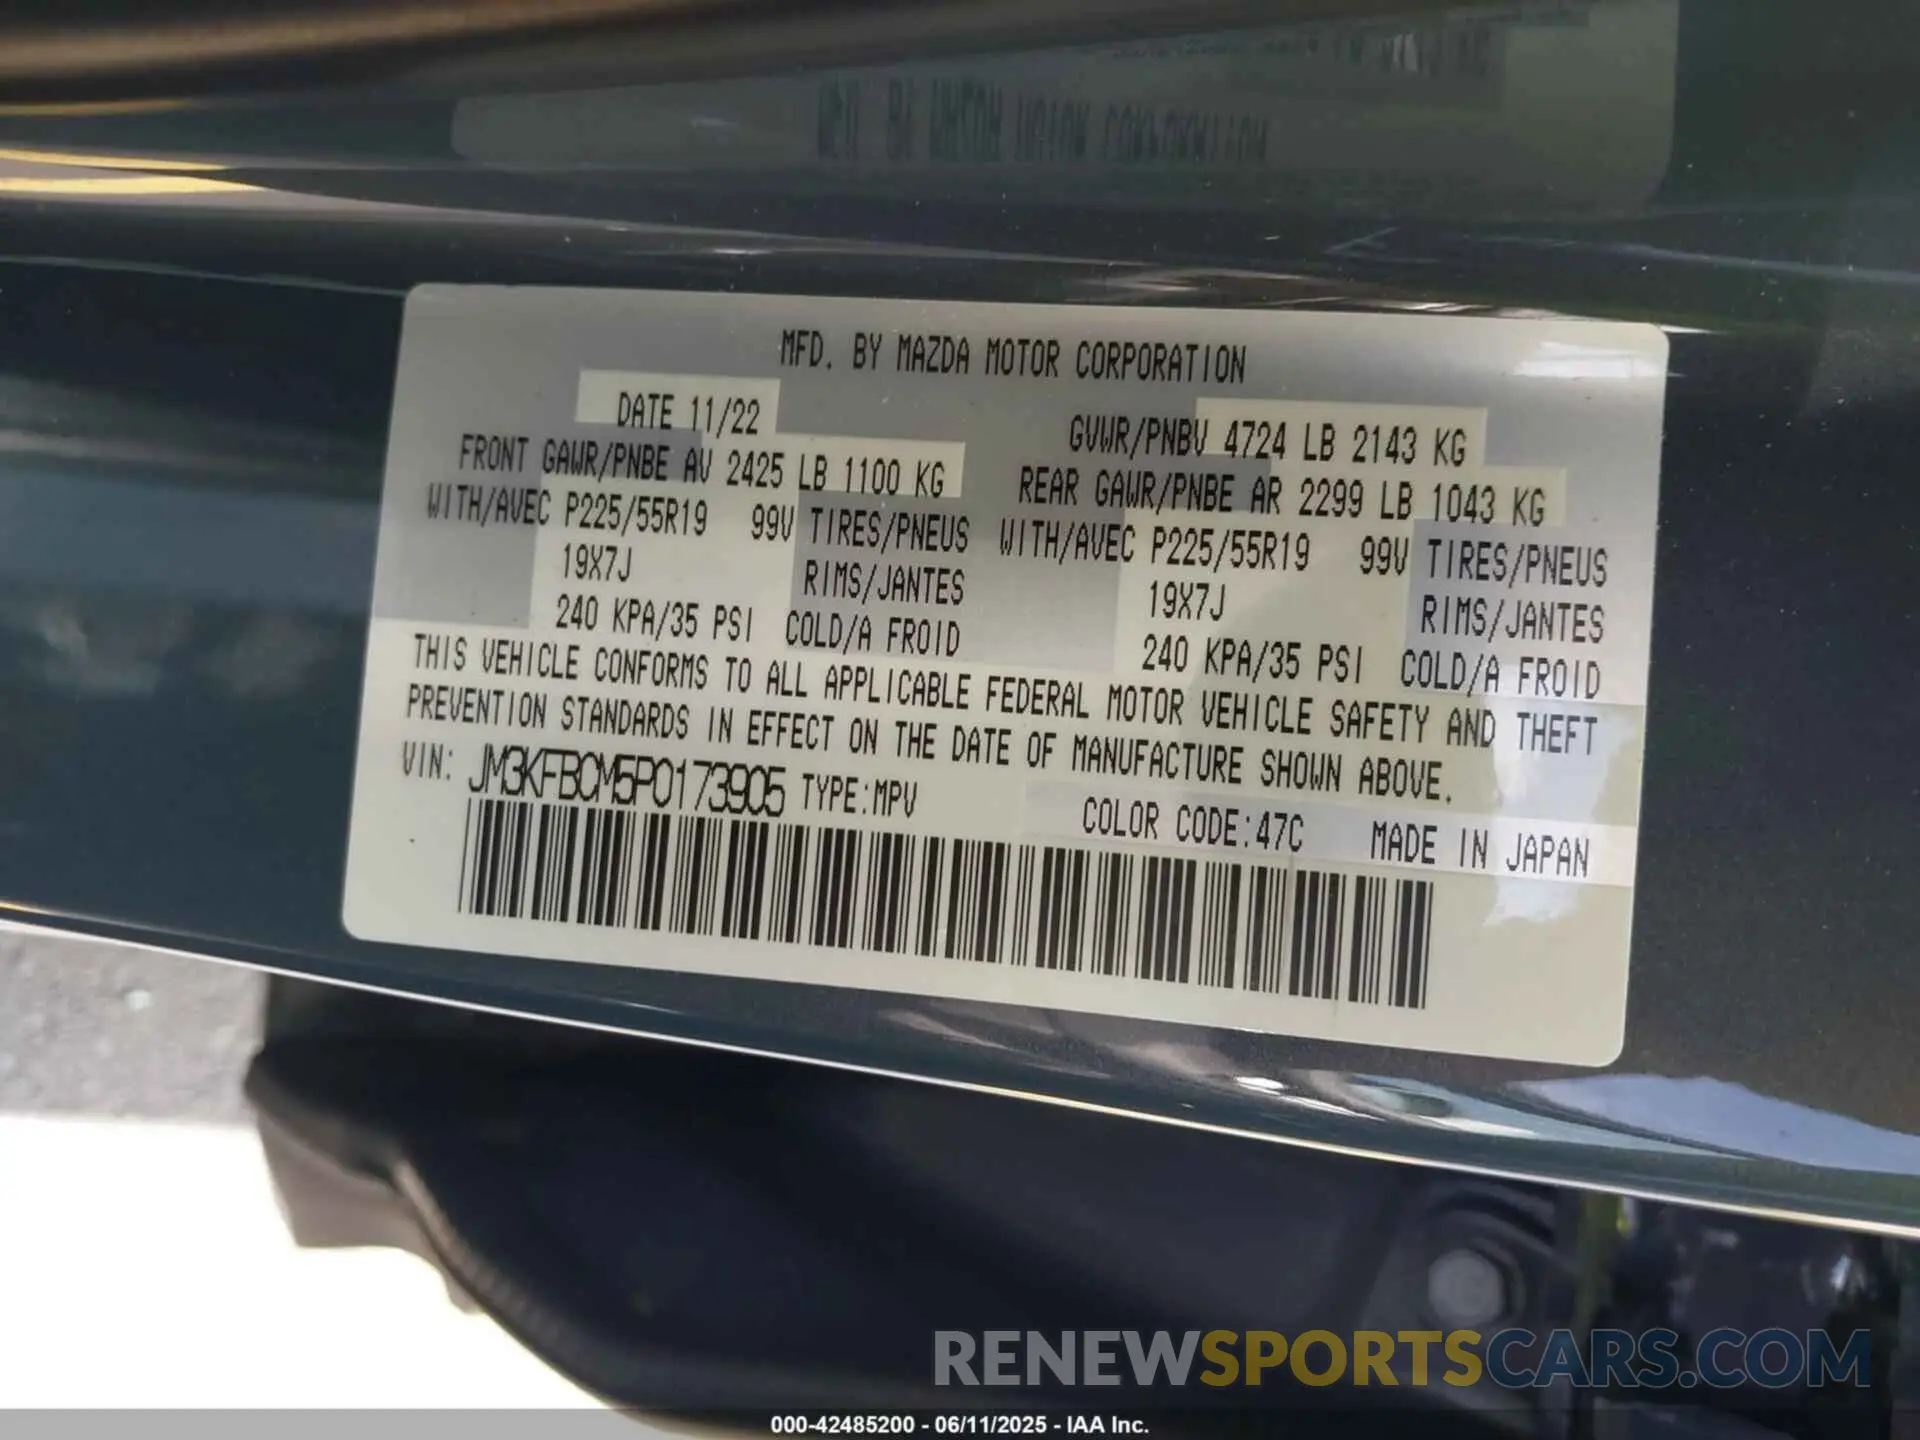 MFD. BY MAZDA MOTOR CORPORATION
DATE 11/22 GVWR/PNBV 4724 LB 2143 KG
FRONT GAWR/PNBE AV 2425 LB 1100 KG REAR GAWR/PNBE AR 2299 LB 1043 KG
WITH/AVEC P225/55R19 99V TIRES/PNEUS WITH/AVEC P225/55R19 99V TIRES/PNEUS
19X7J RIMS/JANTES 19X7J RIMS/JANTES
240 KPA/35 PSI COLD/A FROID 240 KPA/35 PSI COLD/A FROID
THIS VEHICLE CONFORMS TO ALL APPLICABLE FEDERAL MOTOR VEHICLE SAFETY AND THEFT
PREVENTION STANDARDS IN EFFECT ON THE DATE OF MANUFACTURE SHOWN ABOVE.
VIN: JM3KFBCM5P0173905 TYPE:MPV
COLOR CODE:47C MADE IN JAPAN
RENEWSPORTSCARS.COM
000-42485200 - 06/11/2025 - IAA Inc.